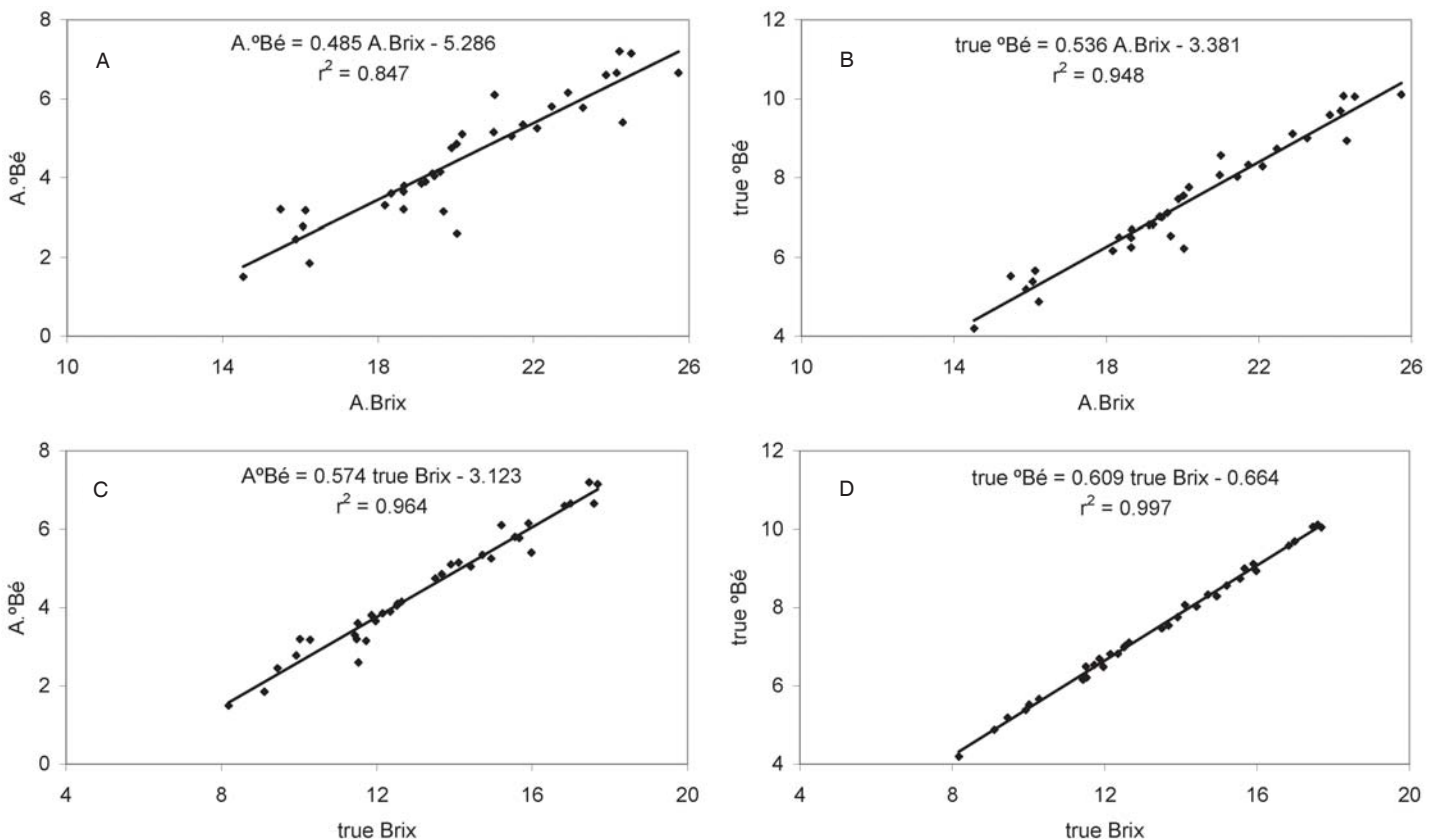 A
A.ºBé = 0.485 A.Brix - 5.286
r² = 0.847
8
6
4
2
0
A.ºBé
10 14 18 22 26
A.Brix
B
true ºBé = 0.536 A.Brix - 3.381
r² = 0.948
12
10
8
6
4
true ºBé
10 14 18 22 26
A.Brix
C
AºBé = 0.574 true Brix - 3.123
r² = 0.964
8
6
4
2
0
A.ºBé
4 8 12 16 20
true Brix
D
true ºBé = 0.609 true Brix - 0.664
r² = 0.997
12
10
8
6
4
true ºBé
4 8 12 16 20
true Brix